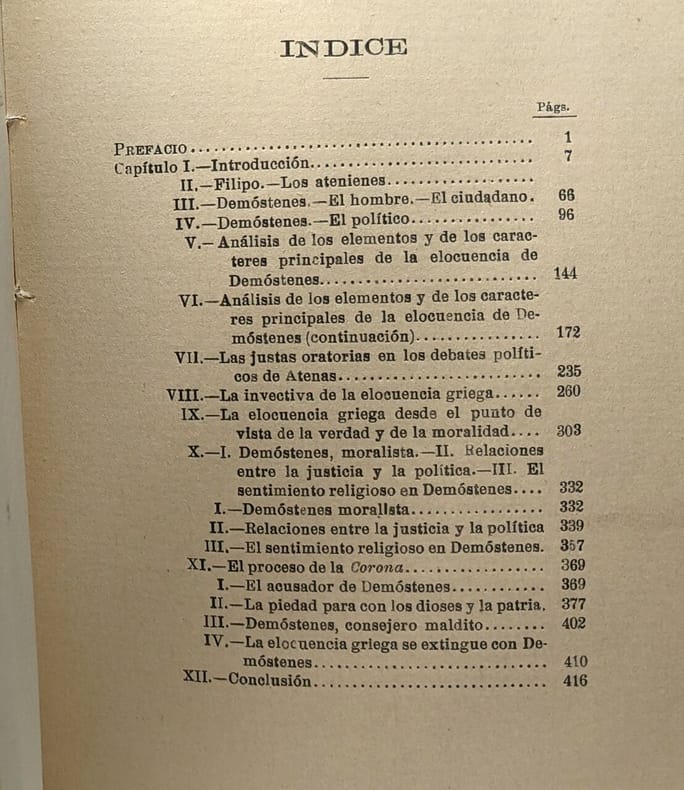 INDICE
Págs.
PREFACIO........................................ 1
Capítulo I.—Introducción.......................... 7
II.—Filipo.—Los atenienes..................
III.—Demóstenes.—El hombre.—El ciudadano. 66
IV.—Demóstenes.—El político............... 96
V.—Análisis de los elementos y de los carac-
teres principales de la elocuencia de
Demóstenes............................ 144
VI.—Análisis de los elementos y de los caracte-
res principales de la elocuencia de De-
móstenes (continuación)................ 172
VII.—Las justas oratorias en los debates políti-
cos de Atenas.......................... 235
VIII.—La invectiva de la elocuencia griega...... 260
IX.—La elocuencia griega desde el punto de
vista de la verdad y de la moralidad.... 303
X.—I. Demóstenes, moralista.—II. Relaciones
entre la justicia y la política.—III. El
sentimiento religioso en Demóstenes.... 332
I.—Demóstenes moralista................ 332
II.—Relaciones entre la justicia y la política 339
III.—El sentimiento religioso en Demóstenes. 357
XI.—El proceso de la Corona.................. 369
I.—El acusador de Demóstenes............ 369
II.—La piedad para con los dioses y la patria. 377
III.—Demóstenes, consejero maldito........ 402
IV.—La elocuencia griega se extingue con De-
móstenes.............................. 410
XII.—Conclusión.............................. 416